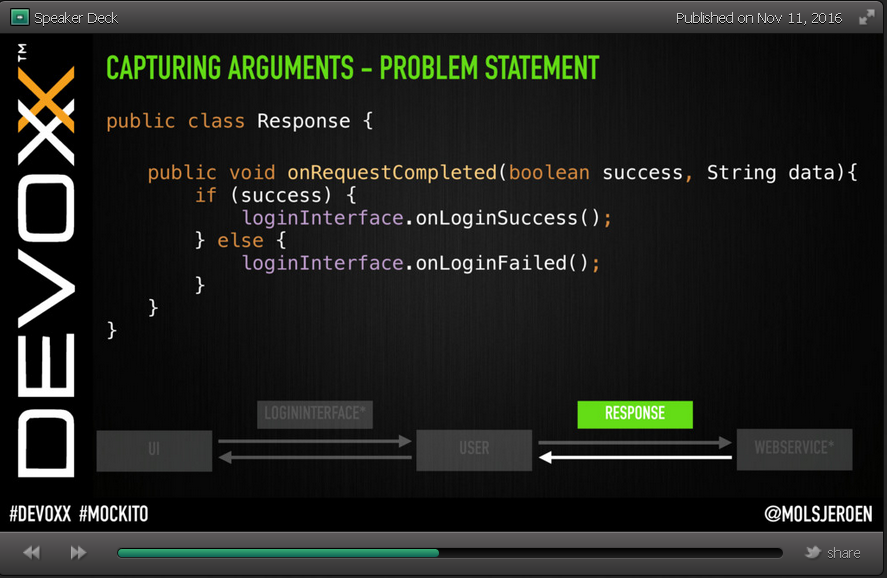 Speaker Deck
Published on Nov 11, 2016
DEVOXX™
CAPTURING ARGUMENTS - PROBLEM STATEMENT
public class Response {
public void onRequestCompleted(boolean success, String data){
if (success) {
loginInterface.onLoginSuccess();
} else {
loginInterface.onLoginFailed();
}
}
}
LOGININTERFACE*
RESPONSE
UI
USER
WEBSERVICE*
#DEVOXX #MOCKITO
@MOLSJEROEN
share